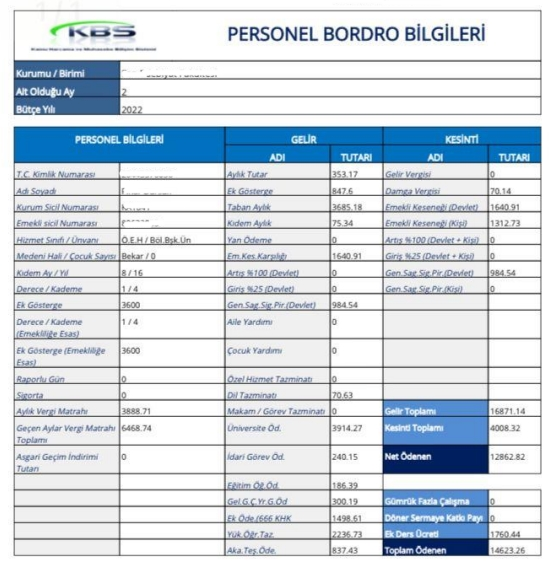 KBS
Kamu Harcama ve Muhasebe Bilişim Sistemi
PERSONEL BORDRO BİLGİLERİ
Kurumu / Birimi
Ait Olduğu Ay 2
Bütçe Yılı 2022
PERSONEL BİLGİLERİ GELİR KESİNTİ
ADI TUTARI ADI TUTARI
T.C. Kimlik Numarası Aylık Tutar 353.17 Gelir Vergisi 0
Adı Soyadı Ek Gösterge 847.6 Damga Vergisi 70.14
Kurum Sicil Numarası Taban Aylık 3685.18 Emekli Keseneği (Devlet) 1640.91
Emekli sicil Numarası Kıdem Aylık 75.34 Emekli Keseneği (Kişi) 1312.73
Hizmet Sınıfı / Ünvanı Ö.E.H / Böl.Bşk.Ün Yan Ödeme 0 Artış %100 (Devlet + Kişi) 0
Medeni Hali / Çocuk Sayısı Bekar / 0 Em.Kes.Karşılığı 1640.91 Giriş %25 (Devlet + Kişi) 0
Kıdem Ay / Yıl 8 / 16 Artış %100 (Devlet) 0 Gen.Sag.Sig.Pir.(Devlet) 984.54
Derece / Kademe 1 / 4 Giriş %25 (Devlet) 0 Gen.Sag.Sig.Pir.(Kişi) 0
Ek Gösterge 3600 Gen.Sag.Sig.Pir.(Devlet) 984.54
Derece / Kademe (Emekliliğe Esas) 1 / 4 Aile Yardımı 0
Ek Gösterge (Emekliliğe Esas) 3600 Çocuk Yardımı 0
Raporlu Gün 0 Özel Hizmet Tazminatı 0
Sigorta 0 Dil Tazminatı 70.63
Aylık Vergi Matrahı 3888.71 Makam / Görev Tazminatı 0 Gelir Toplamı 16871.14
Geçen Aylar Vergi Matrahı Toplamı 6468.74 Üniversite Öd. 3914.27 Kesinti Toplamı 4008.32
Asgari Geçim İndirimi Tutarı 0 İdari Görev Öd. 240.15 Net Ödenen 12862.82
Eğitim Öğ.Öd. 186.39
Gel.G.Ç.Yr.G.Öd 300.19 Gümrük Fazla Çalışma 0
Ek Öde.(666 KHK 1498.61 Döner Sermaye Katkı Payı 0
Yük.Öğr.Taz. 2236.73 Ek Ders Ücreti 1760.44
Aka.Teş.Öde. 837.43 Toplam Ödenen 14623.26